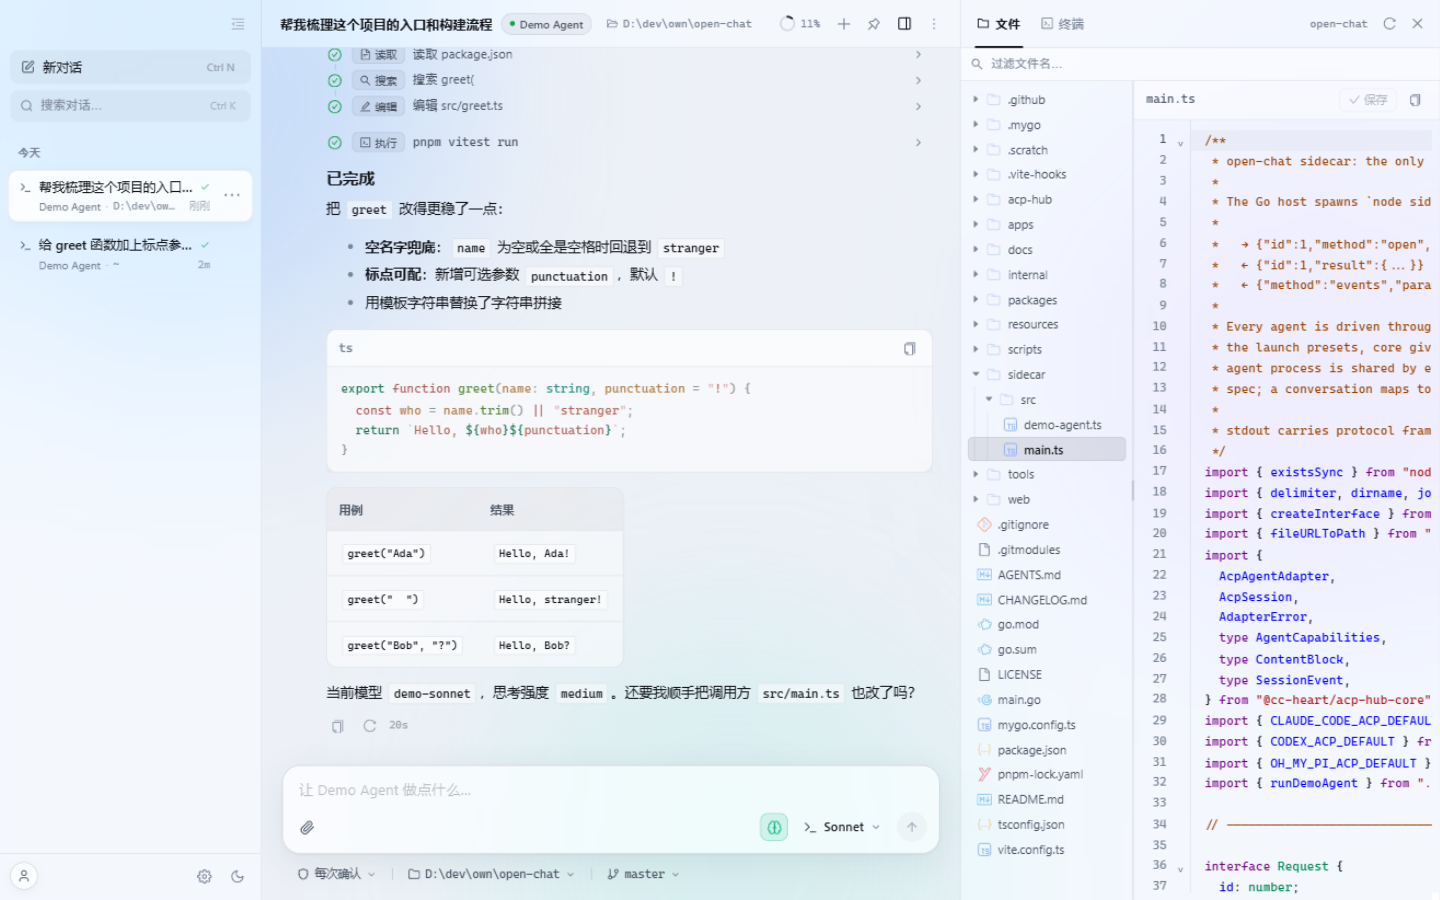 新对话
Ctrl N
搜索对话...
Ctrl K
今天
帮我梳理这个项目的入口...
Demo Agent · D:\dev\ow... 刚刚
给 greet 函数加上标点参...
Demo Agent · ~ 2m
帮我梳理这个项目的入口和构建流程
Demo Agent
D:\dev\own\open-chat
11%
读取 读取 package.json
搜索 搜索 greet(
编辑 编辑 src/greet.ts
执行 pnpm vitest run
已完成
把 greet 改得更稳了一点：
空名字兜底： name 为空或全是空格时回退到 stranger
标点可配：新增可选参数 punctuation ，默认 !
用模板字符串替换了字符串拼接
ts
export function greet(name: string, punctuation = "!") {
const who = name.trim() || "stranger";
return `Hello, ${who}${punctuation}`;
}
用例 结果
greet("Ada") Hello, Ada!
greet("  ") Hello, stranger!
greet("Bob", "?") Hello, Bob?
当前模型 demo-sonnet ，思考强度 medium 。还要我顺手把调用方 src/main.ts 也改了吗？
20s
让 Demo Agent 做点什么...
Sonnet
每次确认
D:\dev\own\open-chat
master
文件
终端
open-chat
过滤文件名...
.github
.mygo
.scratch
.vite-hooks
acp-hub
apps
docs
internal
packages
resources
scripts
sidecar
src
demo-agent.ts
main.ts
tools
web
.gitignore
.gitmodules
AGENTS.md
CHANGELOG.md
go.mod
go.sum
LICENSE
main.go
mygo.config.ts
package.json
pnpm-lock.yaml
README.md
tsconfig.json
vite.config.ts
main.ts
保存
1 /**
2 * open-chat sidecar: the only
3 *
4 * The Go host spawns `node sid
5 *
6 * → {"id":1,"method":"open",
7 * ← {"id":1,"result":{...}}
8 * ← {"method":"events","para
9 *
10 * Every agent is driven throug
11 * the launch presets, core giv
12 * agent process is shared by e
13 * spec; a conversation maps to
14 *
15 * stdout carries protocol fram
16 */
17 import { existsSync } from "nod
18 import { delimiter, dirname, jo
19 import { createInterface } from
20 import { fileURLToPath } from "
21 import {
22 AcpAgentAdapter,
23 AcpSession,
24 AdapterError,
25 type AgentCapabilities,
26 type ContentBlock,
27 type SessionEvent,
28 } from "@cc-heart/acp-hub-core"
29 import { CLAUDE_CODE_ACP_DEFAUL
30 import { CODEX_ACP_DEFAULT } fr
31 import { OH_MY_PI_ACP_DEFAULT }
32 import { runDemoAgent } from ".
33
34 // ────────────────────────────
35
36 interface Request {
37 id: number;